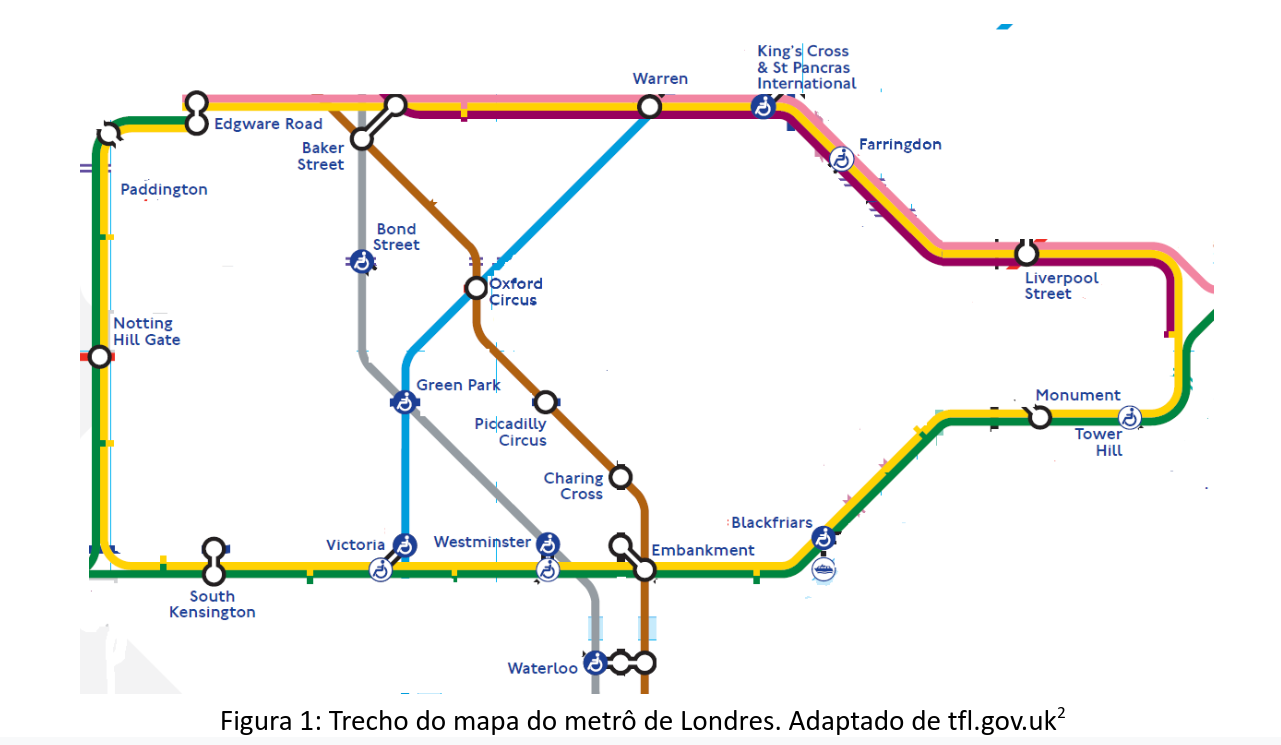 King's Cross
& St Pancras
International
Warren
Edgware Road
Baker
Street
Farringdon
Paddington
Bond
Street
Oxford
Circus
Liverpool
Street
Notting
Hill Gate
Green Park
Monument
Piccadilly
Circus
Tower
Hill
Charing
Cross
Blackfriars
Victoria
Westminster
Embankment
South
Kensington
Waterloo
Figura 1: Trecho do mapa do metrô de Londres. Adaptado de tfl.gov.uk²